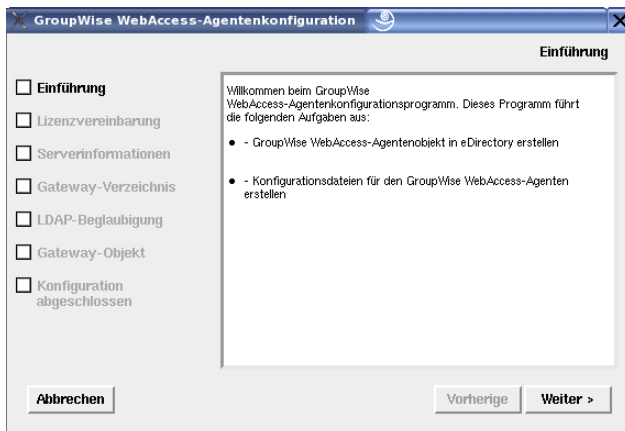 GroupWise WebAccess-Agentenkonfiguration
Einführung
Einführung
Lizenzvereinbarung
Serverinformationen
Gateway-Verzeichnis
LDAP-Beglaubigung
Gateway-Objekt
Konfiguration
abgeschlossen
Willkommen beim GroupWise
WebAccess-Agentenkonfigurationsprogramm. Dieses Programm führt
die folgenden Aufgaben aus:
• - GroupWise WebAccess-Agentenobjekt in eDirectory erstellen
• - Konfigurationsdateien für den GroupWise WebAccess-Agenten
erstellen
Abbrechen
Vorherige
Weiter >